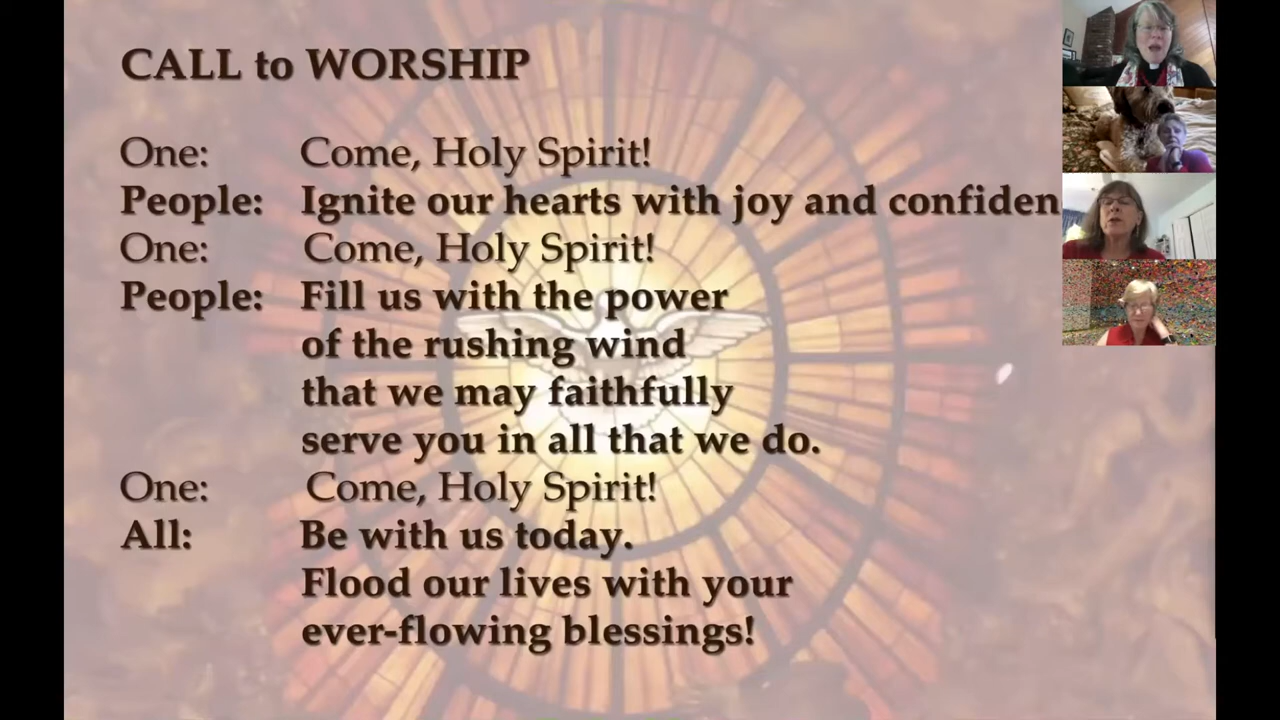 CALL to WORSHIP
One: Come, Holy Spirit!
People: Ignite our hearts with joy and confiden
One: Come, Holy Spirit!
People: Fill us with the power
of the rushing wind
that we may faithfully
serve you in all that we do.
One: Come, Holy Spirit!
All: Be with us today.
Flood our lives with your
ever-flowing blessings!